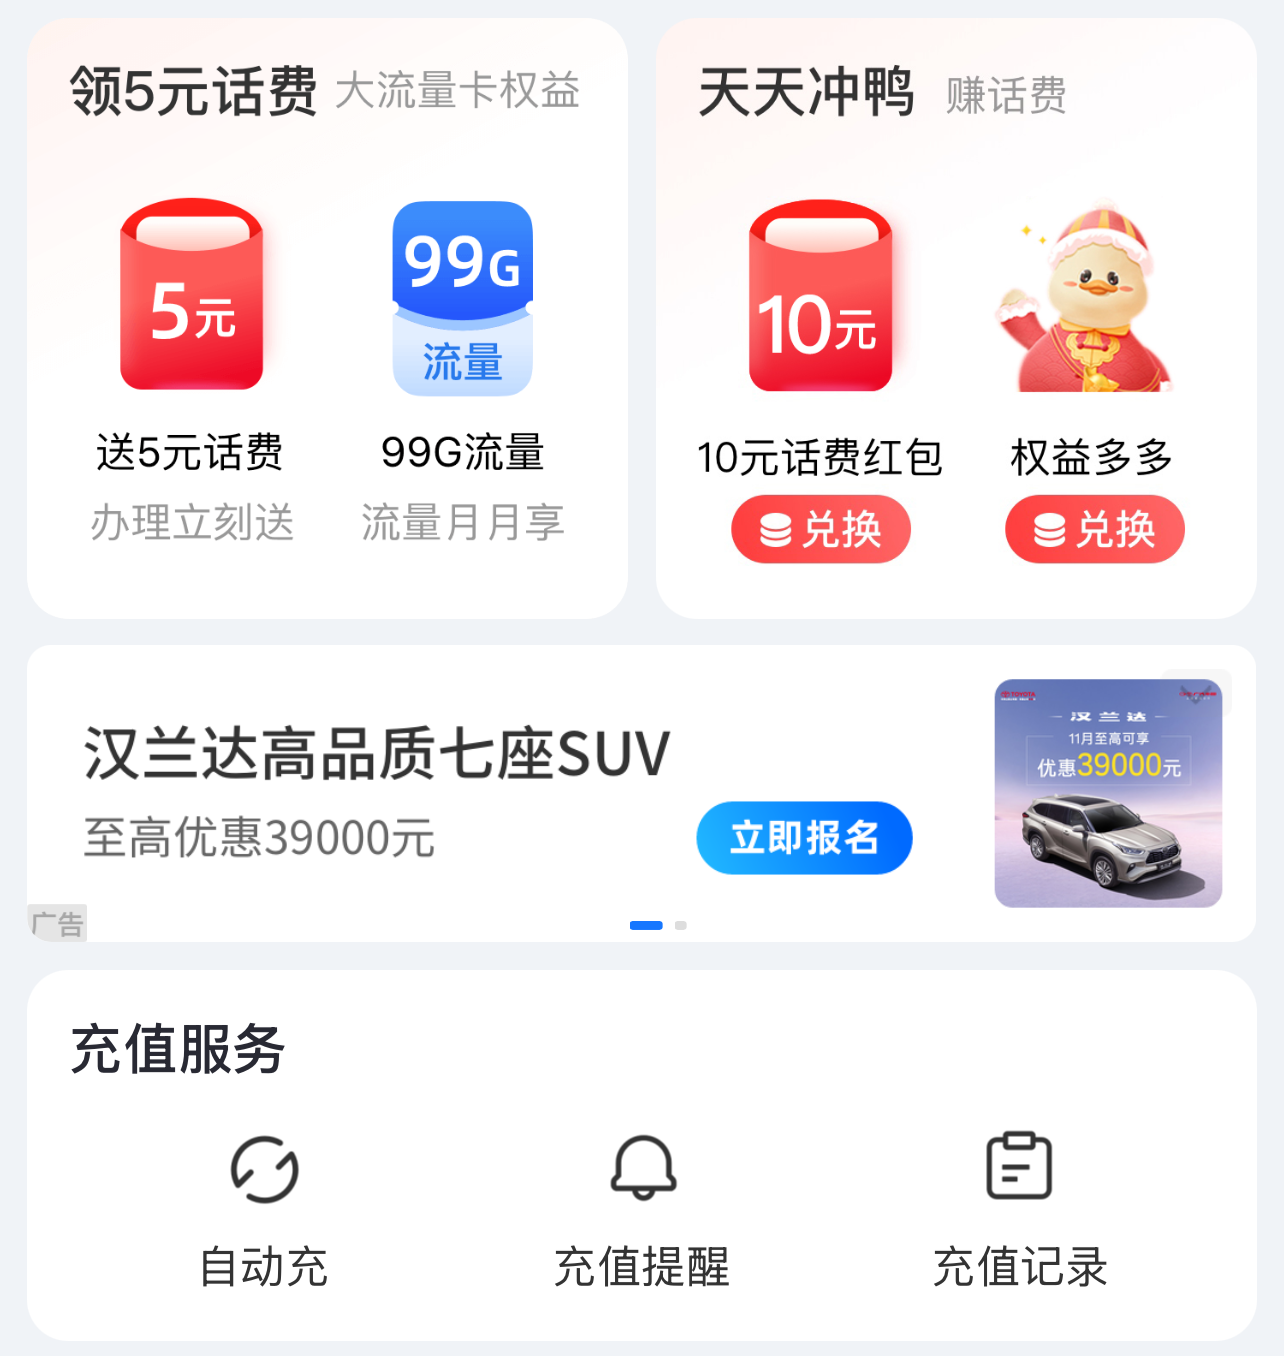 领5元话费 大流量卡权益
5元
99G
流量
送5元话费
99G流量
办理立刻送
流量月月享
天天冲鸭 赚话费
10元
10元话费红包
权益多多
兑换
兑换
汉兰达高品质七座SUV
至高优惠39000元
立即报名
广告
TOYOTA
汉兰达
11月至高可享
优惠39000元
充值服务
自动充
充值提醒
充值记录